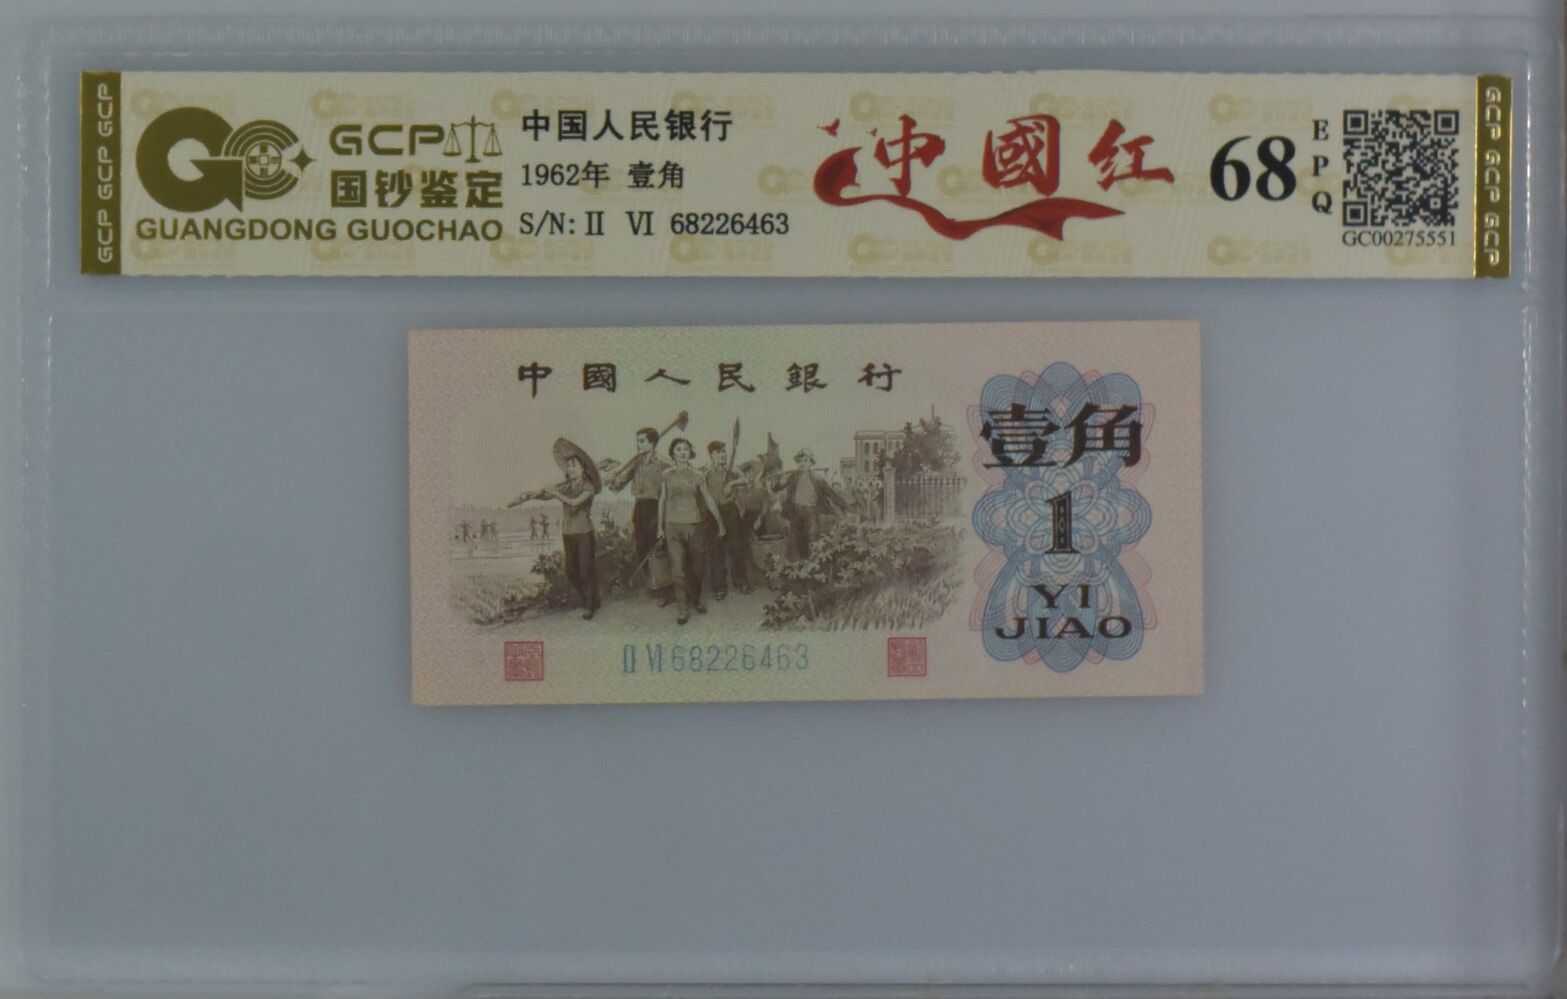 GCP GCP GCP
GCP
国钞鉴定
GUANGDONG GUOCHAO
中国人民银行
1962年 壹角
S/N: II VI 68226463
中國红
68
EPQ
GC00275551
GCP GCP GCP
中國人民銀行
壹角
1
YI
JIAO
II VI 68226463